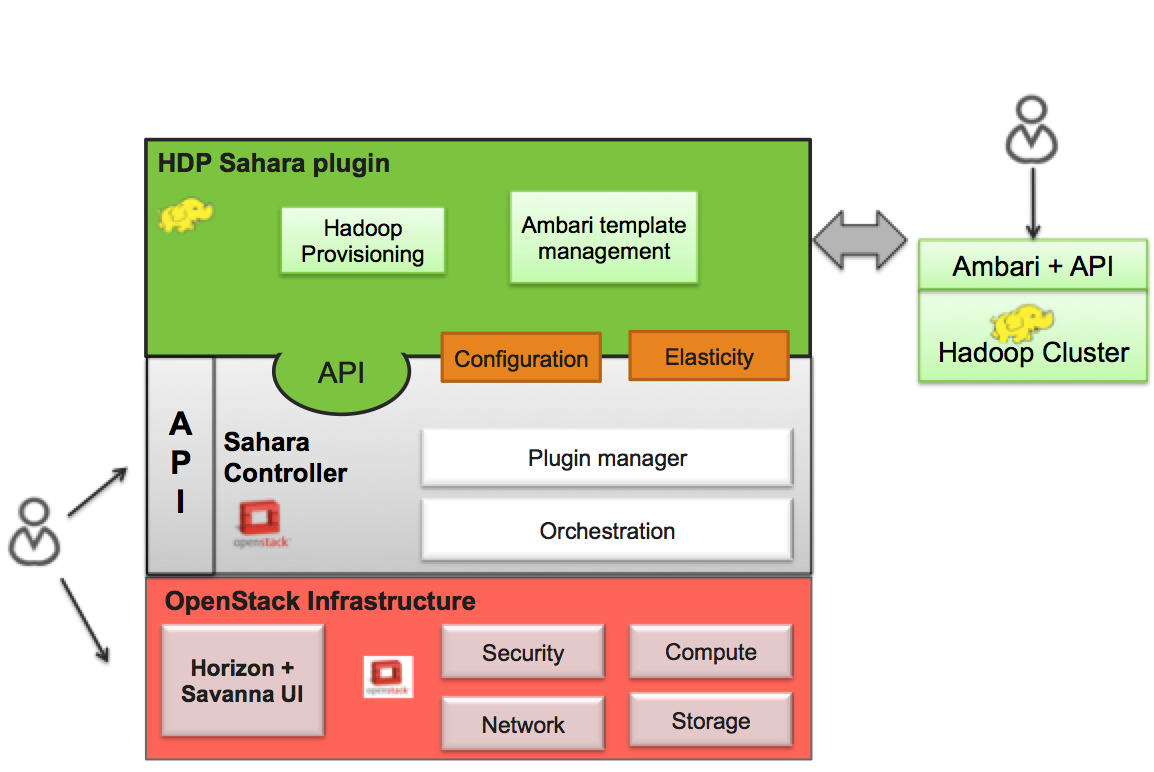 HDP Sahara plugin
Hadoop
Provisioning
Ambari template
management
Ambari + API
Hadoop Cluster
API
Configuration
Elasticity
A
P
I
Sahara
Controller
openstack
Plugin manager
Orchestration
OpenStack Infrastructure
Horizon +
Savanna UI
openstack
Security
Compute
Network
Storage